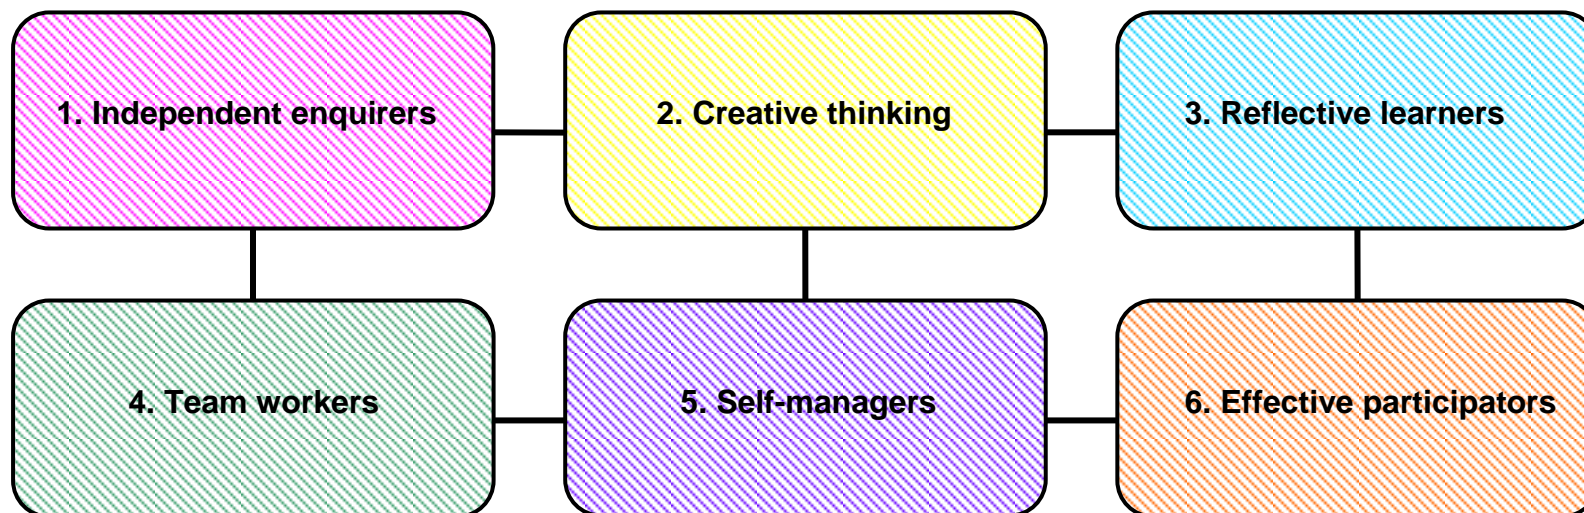 1. Independent enquirers
2. Creative thinking
3. Reflective learners
4. Team workers
5. Self-managers
6. Effective participators